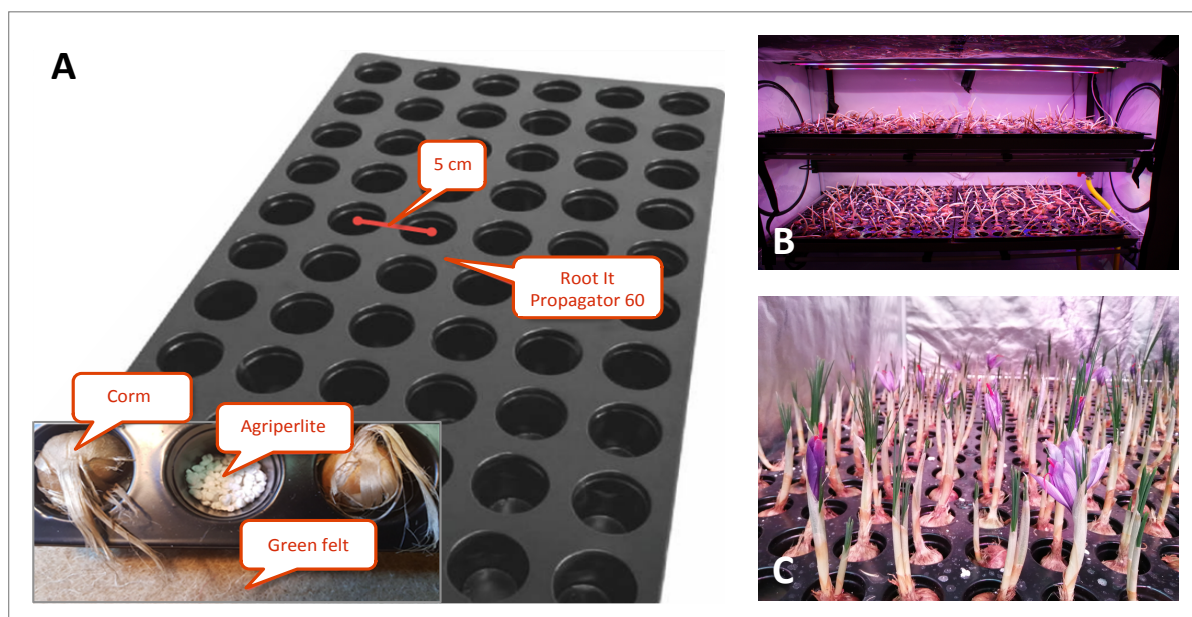 A
5 cm
Root It
Propagator 60
Corm
Agriperlite
Green felt
B
C